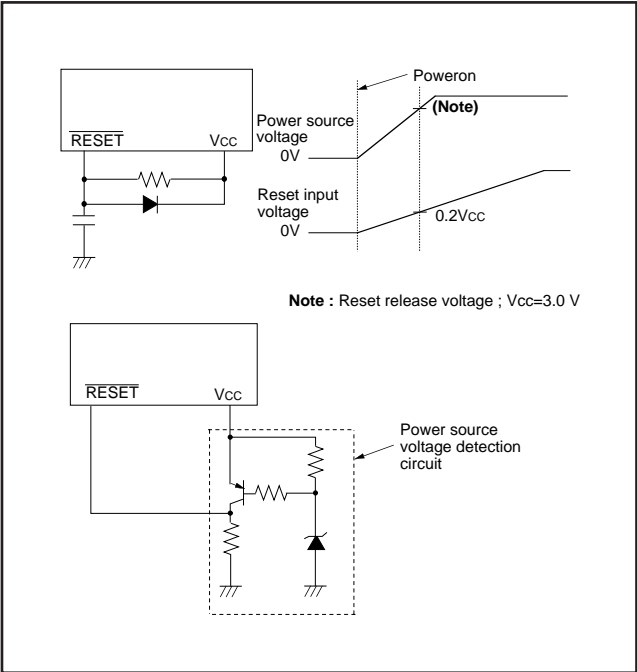 RESET
Vcc
Poweron
(Note)
Power source
voltage
0V
Reset input
voltage
0V
0.2Vcc
Note : Reset release voltage ; Vcc=3.0 V
RESET
Vcc
Power source
voltage detection
circuit